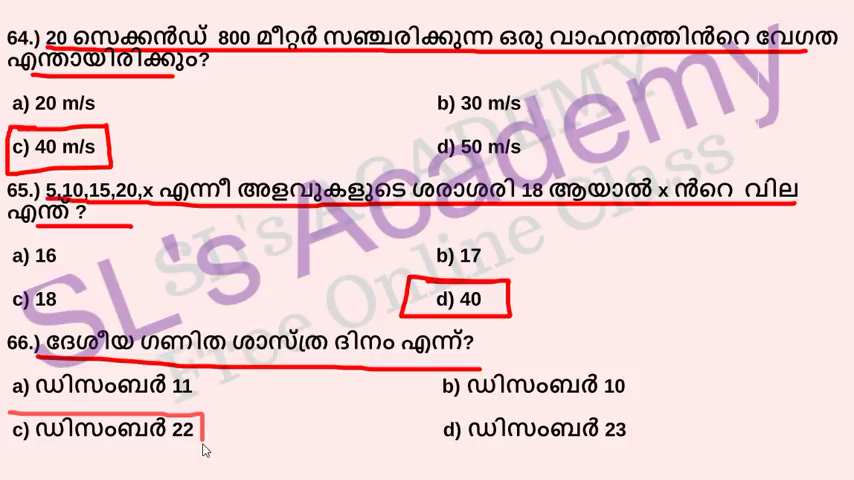 64.) 20 സെക്കൻഡ് 800 മീറ്റർ സഞ്ചരിക്കുന്ന ഒരു വാഹനത്തിൻറെ വേഗത
എന്തായിരിക്കും?
a) 20 m/s b) 30 m/s
c) 40 m/s d) 50 m/s
65.) 5,10,15,20,x എന്നീ അളവുകളുടെ ശരാശരി 18 ആയാൽ x ൻറെ വില
എന്ത് ?
a) 16 b) 17
c) 18 d) 40
66.) ദേശീയ ഗണിത ശാസ്ത്ര ദിനം എന്ന്?
a) ഡിസംബർ 11 b) ഡിസംബർ 10
c) ഡിസംബർ 22 d) ഡിസംബർ 23
SL's Academy
SL's ACADEMY
Free Online Class